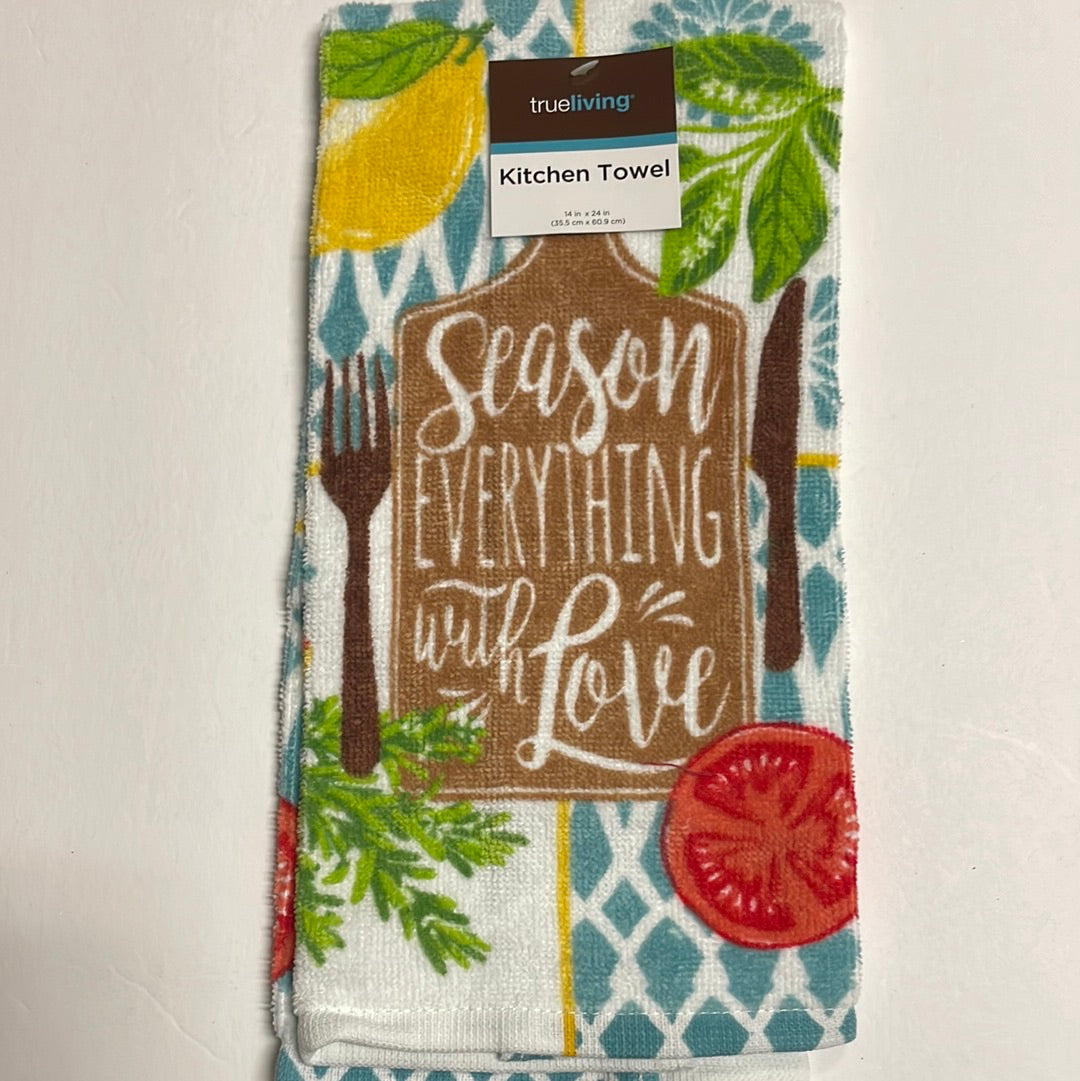 trueliving®
Kitchen Towel
14 in x 24 in
(35.5 cm x 60.9 cm)
Season
EVERYTHING
with Love